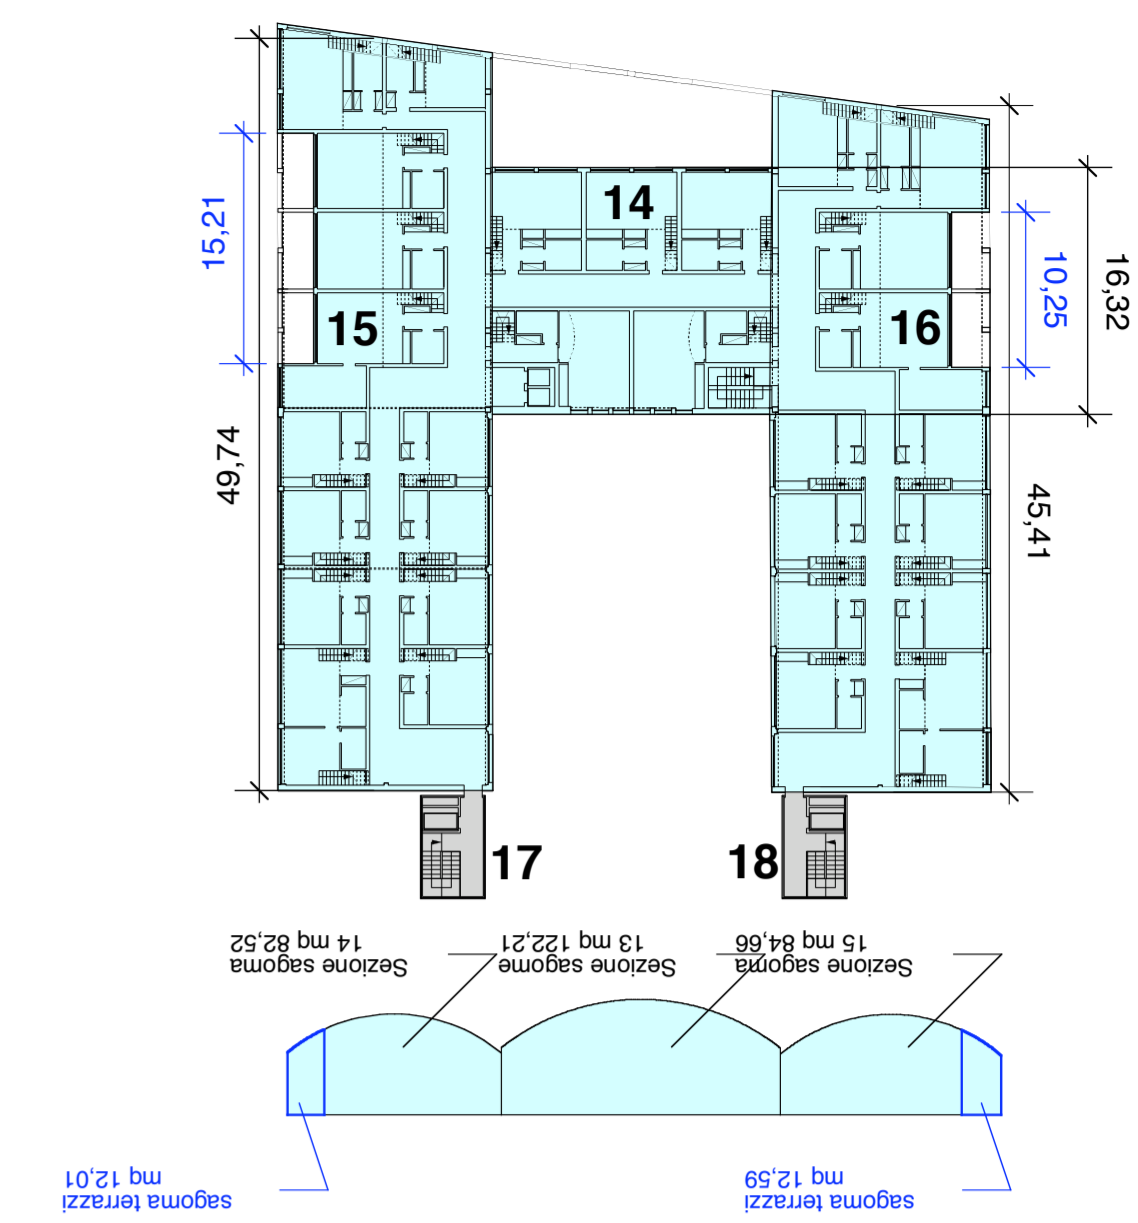 14
15
16
15,21
10,25
16,32
49,74
45,41
17
18
Sezione sagoma
14 mq 82,52
Sezione sagome
13 mq 122,21
Sezione sagoma
15 mq 84,66
sagoma terrazzi
mq 12,01
sagoma terrazzi
mq 12,59